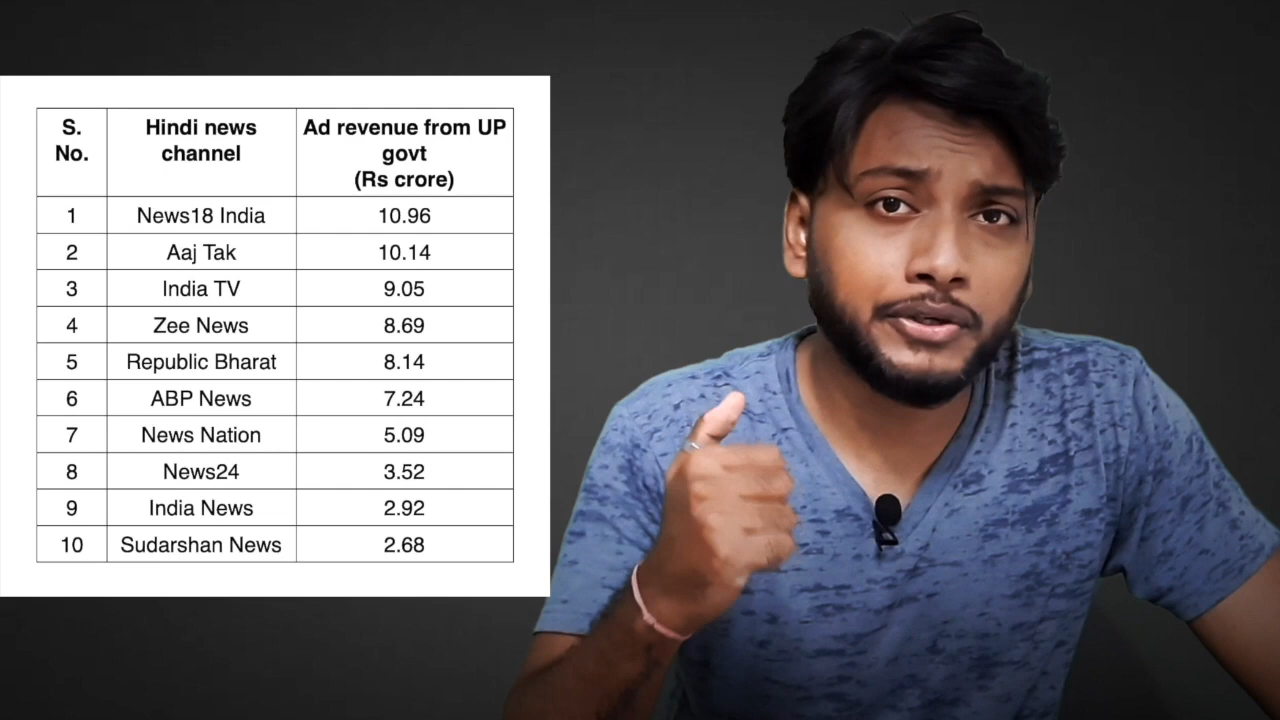 S. No. Hindi news channel Ad revenue from UP govt (Rs crore)
1 News18 India 10.96
2 Aaj Tak 10.14
3 India TV 9.05
4 Zee News 8.69
5 Republic Bharat 8.14
6 ABP News 7.24
7 News Nation 5.09
8 News24 3.52
9 India News 2.92
10 Sudarshan News 2.68